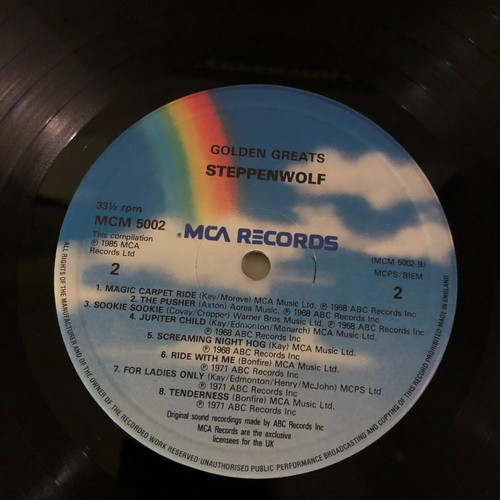 GOLDEN GREATS
STEPPENWOLF
33⅓ rpm
MCM 5002
This compilation
℗ 1985 MCA
Records Ltd
MCA RECORDS
(MCM 5002-B)
MCPS/BIEM
2
2
1. MAGIC CARPET RIDE (Kay/Moreve) MCA Music Ltd. ℗ 1968 ABC Records Inc
2. THE PUSHER (Axton) Aorea Music. ℗ 1968 ABC Records Inc
3. SOOKIE SOOKIE (Covay/Cropper) Warner Bros Music Ltd. ℗ 1968 ABC Records Inc
4. JUPITER CHILD (Kay/Edmonton/Monarch) MCA Music Ltd.
℗ 1968 ABC Records Inc
5. SCREAMING NIGHT HOG (Kay) MCA Music Ltd.
℗ 1968 ABC Records Inc
6. RIDE WITH ME (Bonfire) MCA Music Ltd.
℗ 1971 ABC Records Inc
7. FOR LADIES ONLY (Kay/Edmonton/Henry/McJohn) MCPS Ltd.
℗ 1971 ABC Records Inc
8. TENDERNESS (Bonfire) MCA Music Ltd.
℗ 1971 ABC Records Inc
Original sound recordings made by ABC Records Inc
MCA Records are the exclusive
licensees for the UK
ALL RIGHTS OF THE MANUFACTURER AND OF THE OWNER OF THE RECORDED WORK RESERVED·UNAUTHORISED PUBLIC PERFORMANCE BROADCASTING AND COPYING OF THIS RECORD PROHIBITED MADE IN ENGLAND